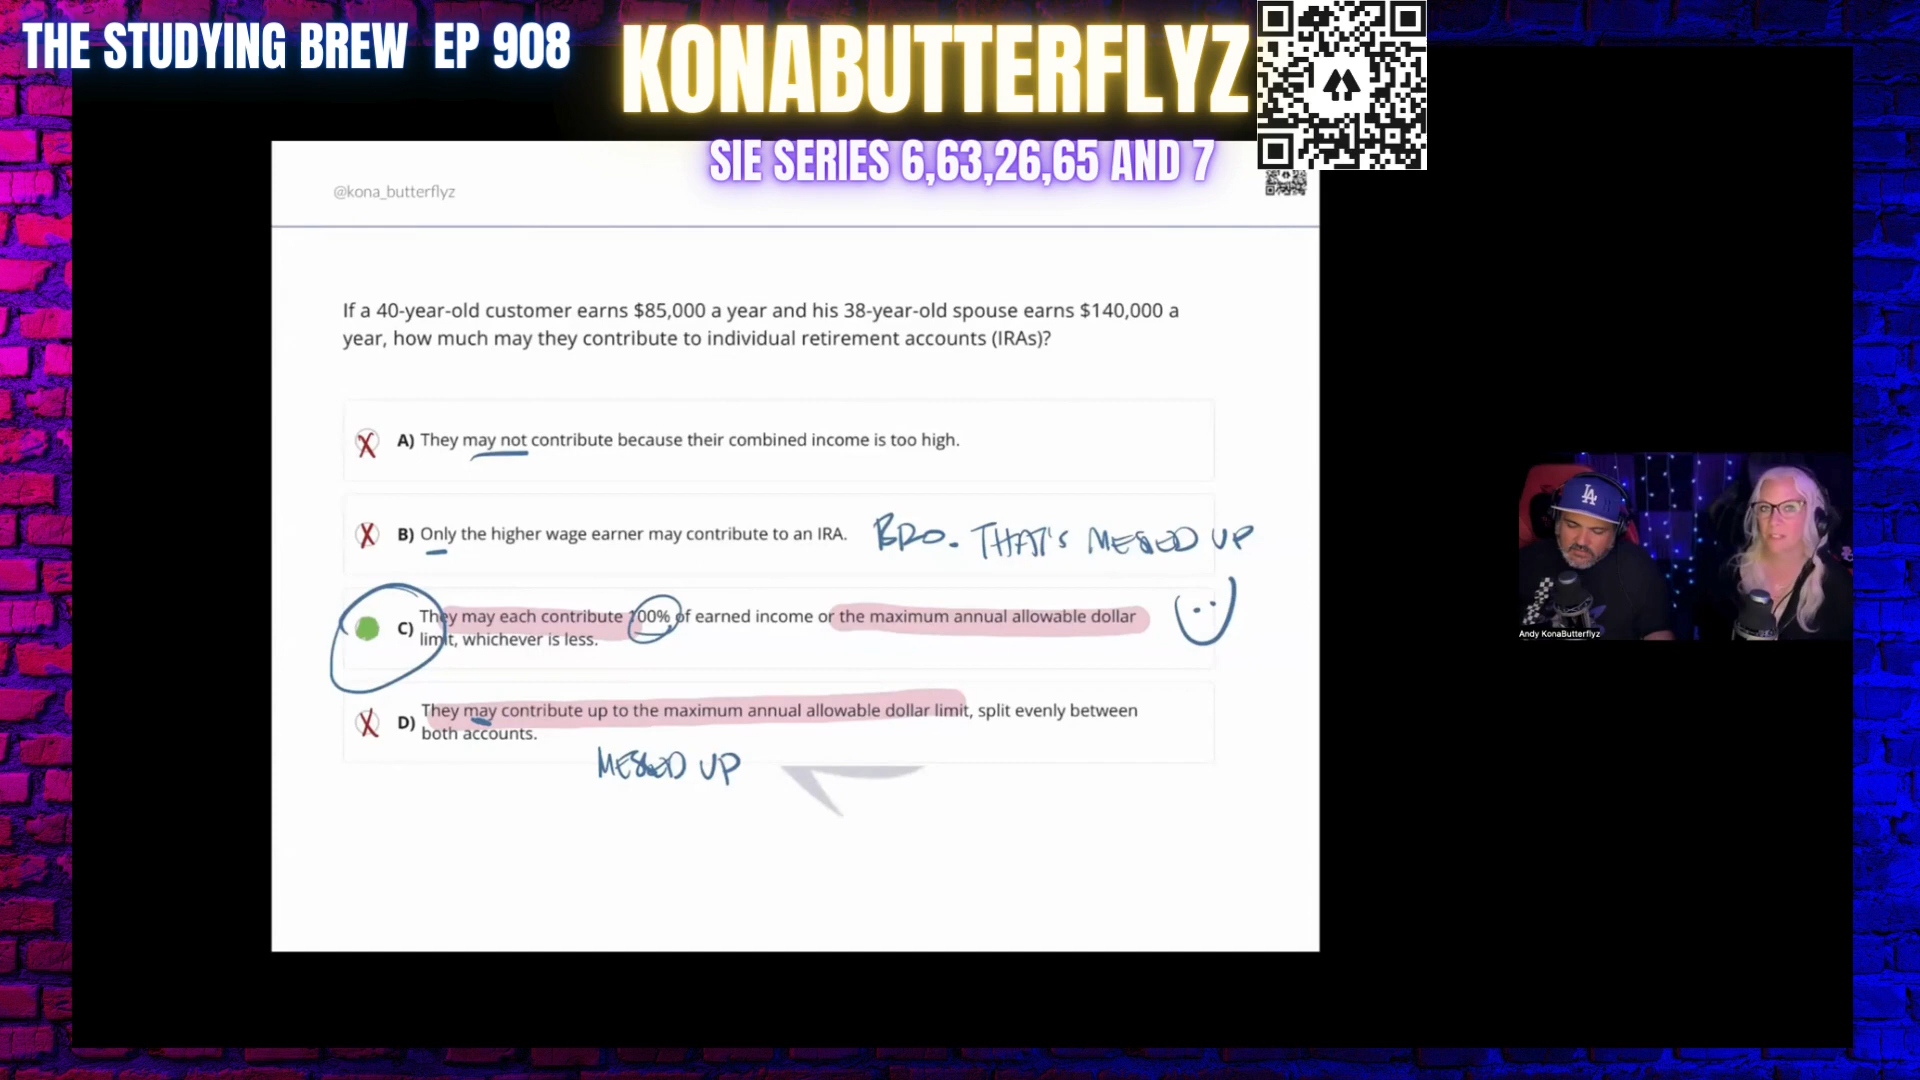 THE STUDYING BREW EP 908
KONABUTTERFLYZ
SIE SERIES 6,63,26,65 AND 7
@kona_butterflyz
If a 40-year-old customer earns $85,000 a year and his 38-year-old spouse earns $140,000 a
year, how much may they contribute to individual retirement accounts (IRAs)?
A) They may not contribute because their combined income is too high.
B) Only the higher wage earner may contribute to an IRA. BRO. THAT'S MESSED UP
C) They may each contribute 100% of earned income or the maximum annual allowable dollar
limit, whichever is less.
D) They may contribute up to the maximum annual allowable dollar limit, split evenly between
both accounts.
MESSED UP
LA
Andy KonaButterflyz